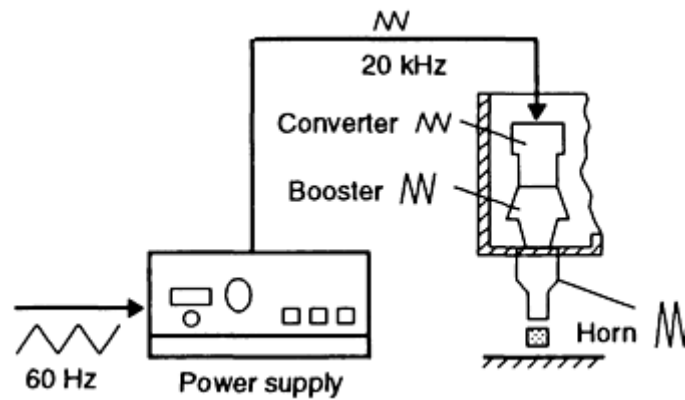 20 kHz
Converter
Booster
Horn
60 Hz
Power supply